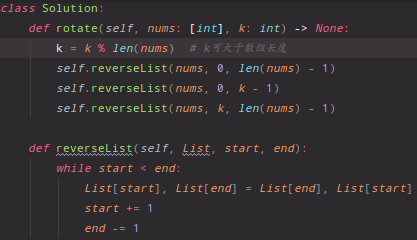 class Solution:
    def rotate(self, nums: [int], k: int) -> None:
        k = k % len(nums)  # k可大于数组长度
        self.reverseList(nums, 0, len(nums) - 1)
        self.reverseList(nums, 0, k - 1)
        self.reverseList(nums, k, len(nums) - 1)
    def reverseList(self, List, start, end):
        while start < end:
            List[start], List[end] = List[end], List[start]
            start += 1
            end -= 1